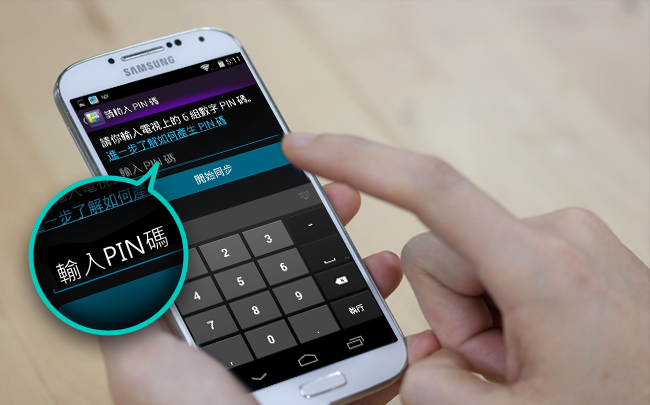 SAMSUNG
5:11
請輸入 PIN 碼
請你輸入電視上的 6 組數字 PIN 碼。
進一步了解如何產生 PIN 碼
輸入 PIN 碼
開始同步
一步了解如何產
輸入PIN碼
2 3 -
4 5 6
7 8 9 執行
, 0 .